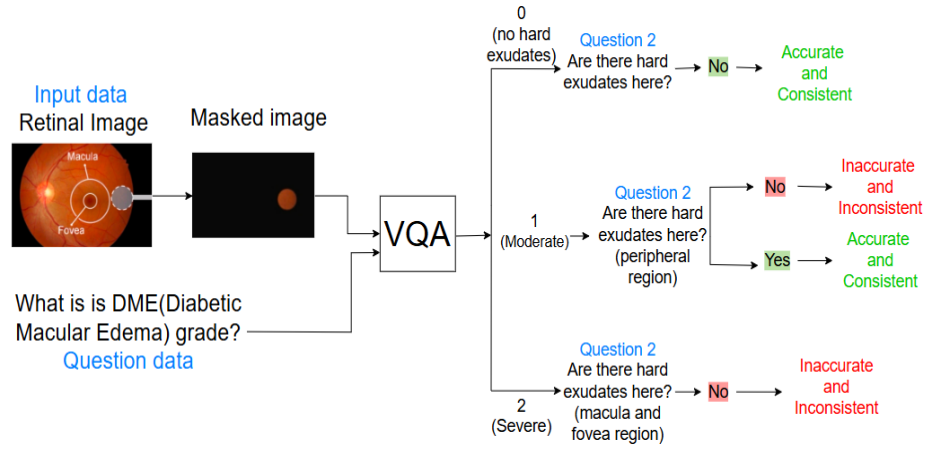 Input data
Retinal Image
Macula
Fovea
Masked image
What is is DME(Diabetic
Macular Edema) grade?
Question data
VQA
0
(no hard
exudates)
Question 2
Are there hard
exudates here?
No
Accurate
and
Consistent
1
(Moderate)
Question 2
Are there hard
exudates here?
(peripheral
region)
No
Inaccurate
and
Inconsistent
Yes
Accurate
and
Consistent
2
(Severe)
Question 2
Are there hard
exudates here?
(macula and
fovea region)
No
Inaccurate
and
Inconsistent